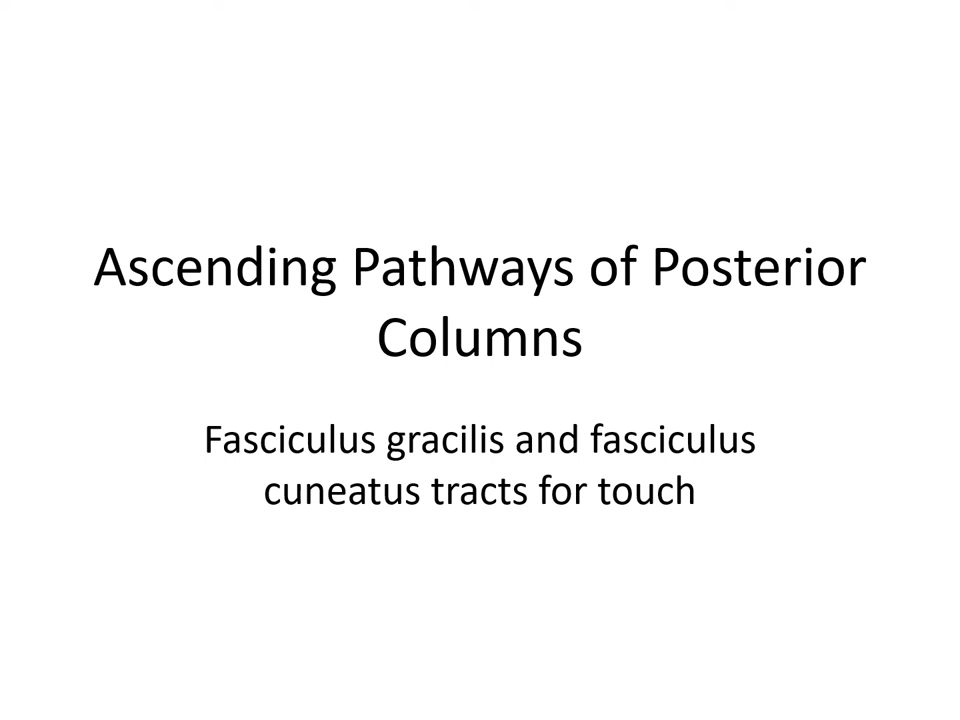 Ascending Pathways of Posterior
Columns
Fasciculus gracilis and fasciculus
cuneatus tracts for touch